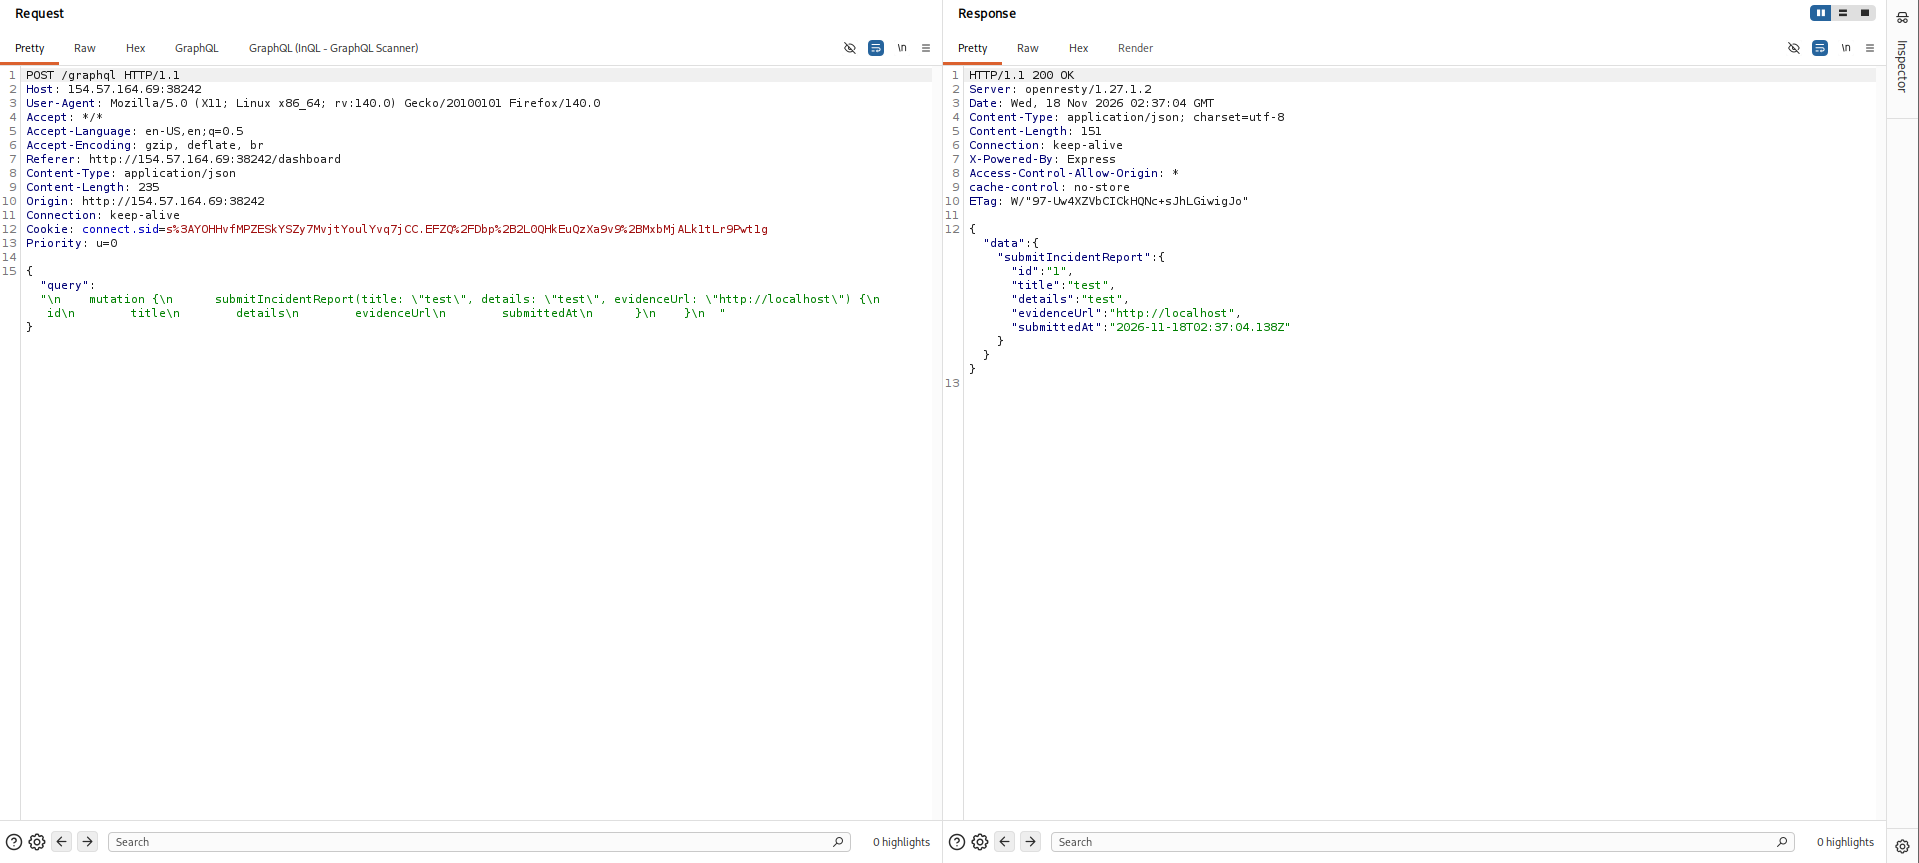 Request
Pretty Raw Hex GraphQL GraphQL (InQL - GraphQL Scanner) \n
1 POST /graphql HTTP/1.1
2 Host: 154.57.164.69:38242
3 User-Agent: Mozilla/5.0 (X11; Linux x86_64; rv:140.0) Gecko/20100101 Firefox/140.0
4 Accept: */*
5 Accept-Language: en-US,en;q=0.5
6 Accept-Encoding: gzip, deflate, br
7 Referer: http://154.57.164.69:38242/dashboard
8 Content-Type: application/json
9 Content-Length: 235
10 Origin: http://154.57.164.69:38242
11 Connection: keep-alive
12 Cookie: connect.sid=s%3AYOHHvfMPZESkYSZy7MvjtYoulYvq7jCC.EFZQ%2FDbp%2B2L0QHkEuQzXa9v9%2BMxbMjALk1tLr9Pwt1g
13 Priority: u=0
14
15 {
"query":
"\n    mutation {\n      submitIncidentReport(title: \"test\", details: \"test\", evidenceUrl: \"http://localhost\") {\n
id\n        title\n        details\n        evidenceUrl\n        submittedAt\n      }\n    }\n  "
}
Search
0 highlights
Response
Pretty Raw Hex Render \n
1 HTTP/1.1 200 OK
2 Server: openresty/1.27.1.2
3 Date: Wed, 18 Nov 2026 02:37:04 GMT
4 Content-Type: application/json; charset=utf-8
5 Content-Length: 151
6 Connection: keep-alive
7 X-Powered-By: Express
8 Access-Control-Allow-Origin: *
9 cache-control: no-store
10 ETag: W/"97-Uw4XZVbCICkHQNc+sJhLGiwigJo"
11
12 {
"data":{
"submitIncidentReport":{
"id":"1",
"title":"test",
"details":"test",
"evidenceUrl":"http://localhost",
"submittedAt":"2026-11-18T02:37:04.138Z"
}
}
}
13
Search
0 highlights
Inspector